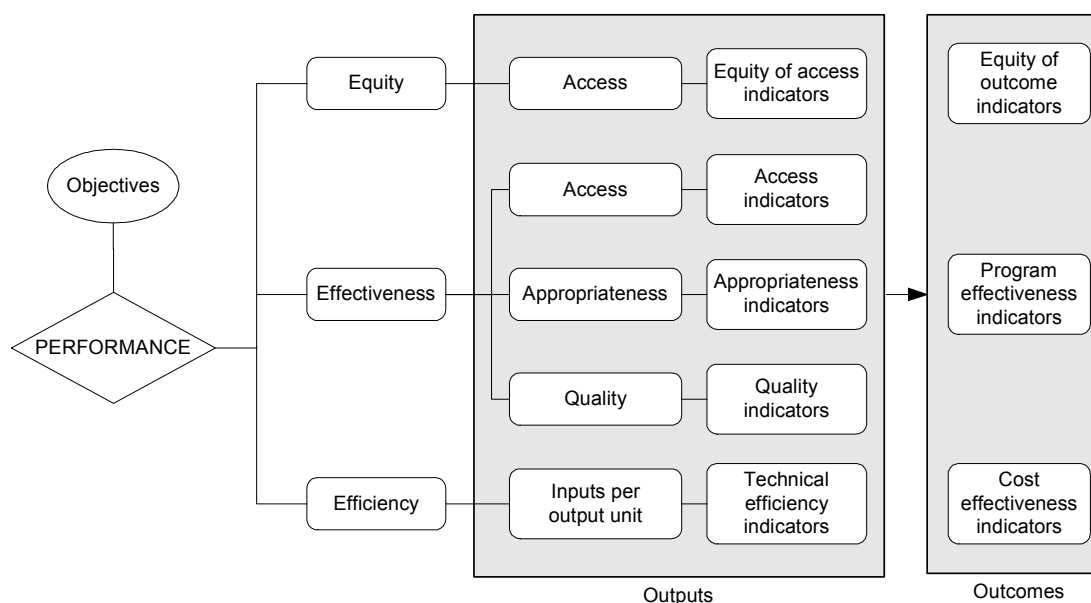 Objectives
PERFORMANCE
Equity
Access
Equity of access
indicators
Effectiveness
Access
Access
indicators
Appropriateness
Appropriateness
indicators
Quality
Quality
indicators
Efficiency
Inputs per
output unit
Technical
efficiency
indicators
Outputs
Equity of
outcome
indicators
Program
effectiveness
indicators
Cost
effectiveness
indicators
Outcomes